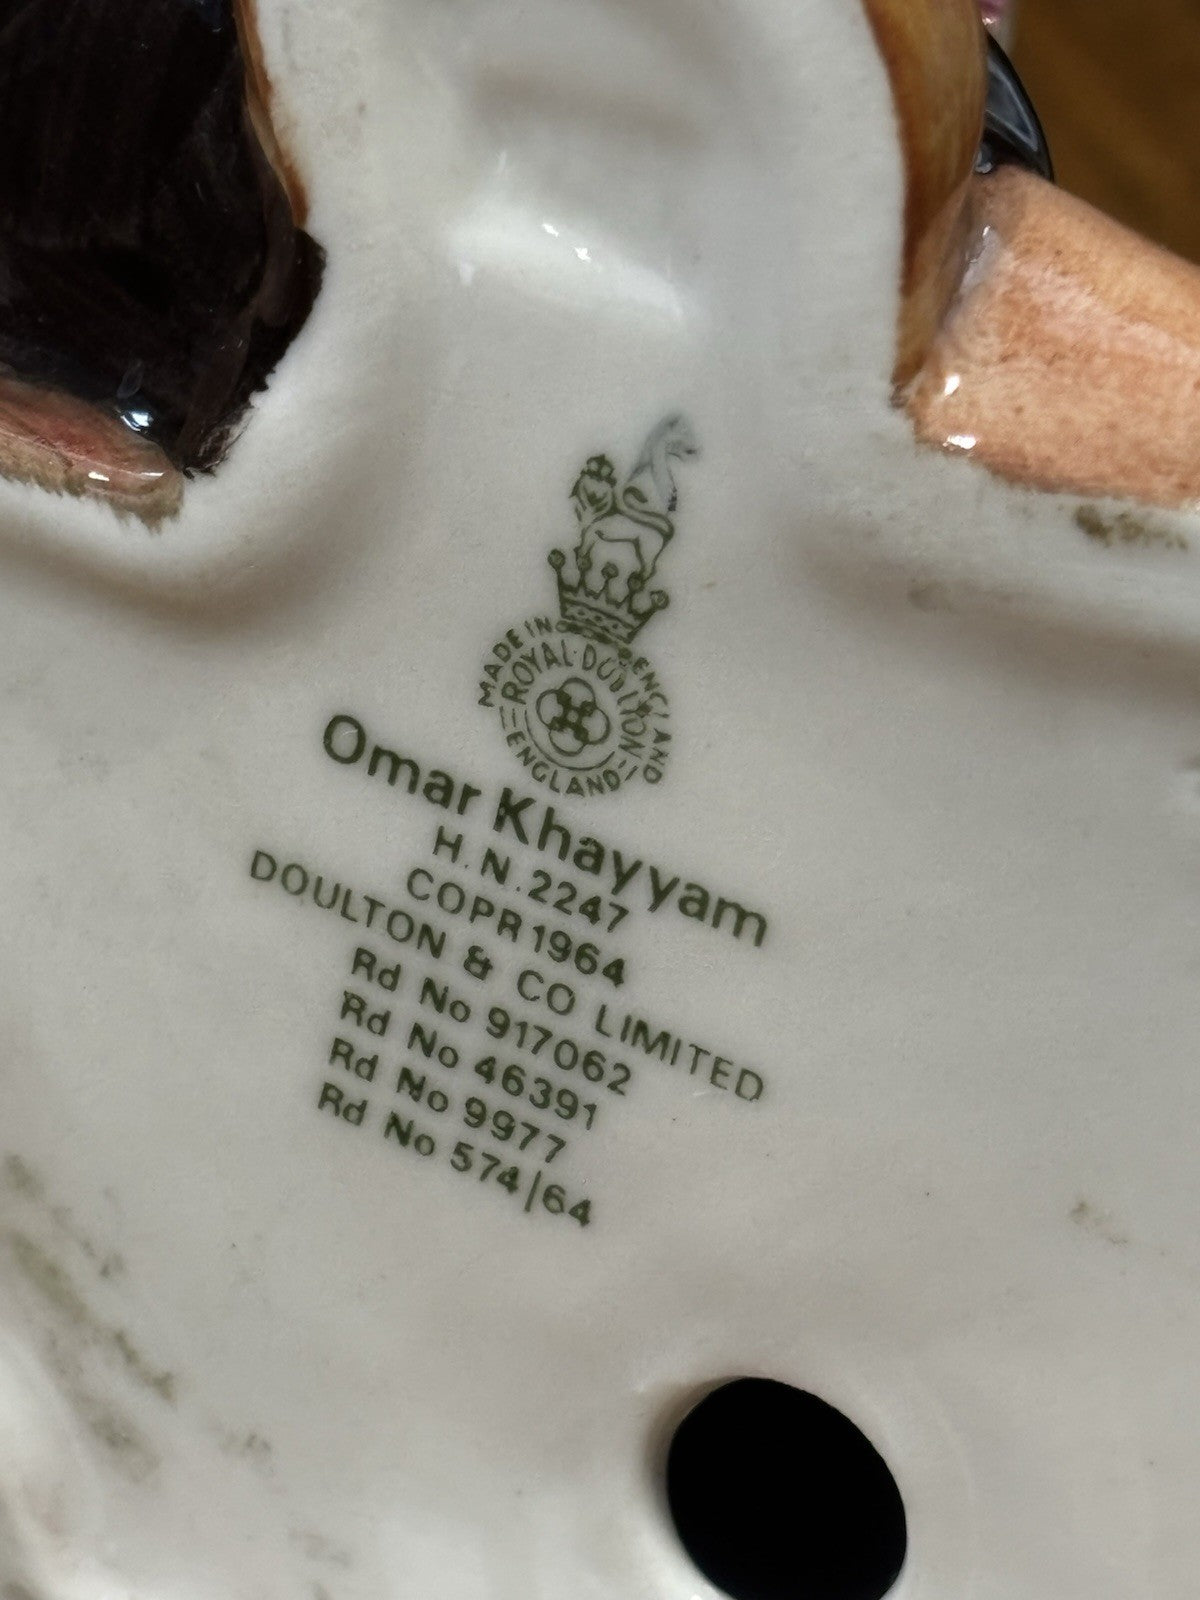 MADE IN ENGLAND
ROYAL·DOULTON
ENGLAND
Omar Khayyam
H.N.2247
COPR 1964
DOULTON & CO LIMITED
Rd No 917062
Rd No 46391
Rd No 9977
Rd No 574/64